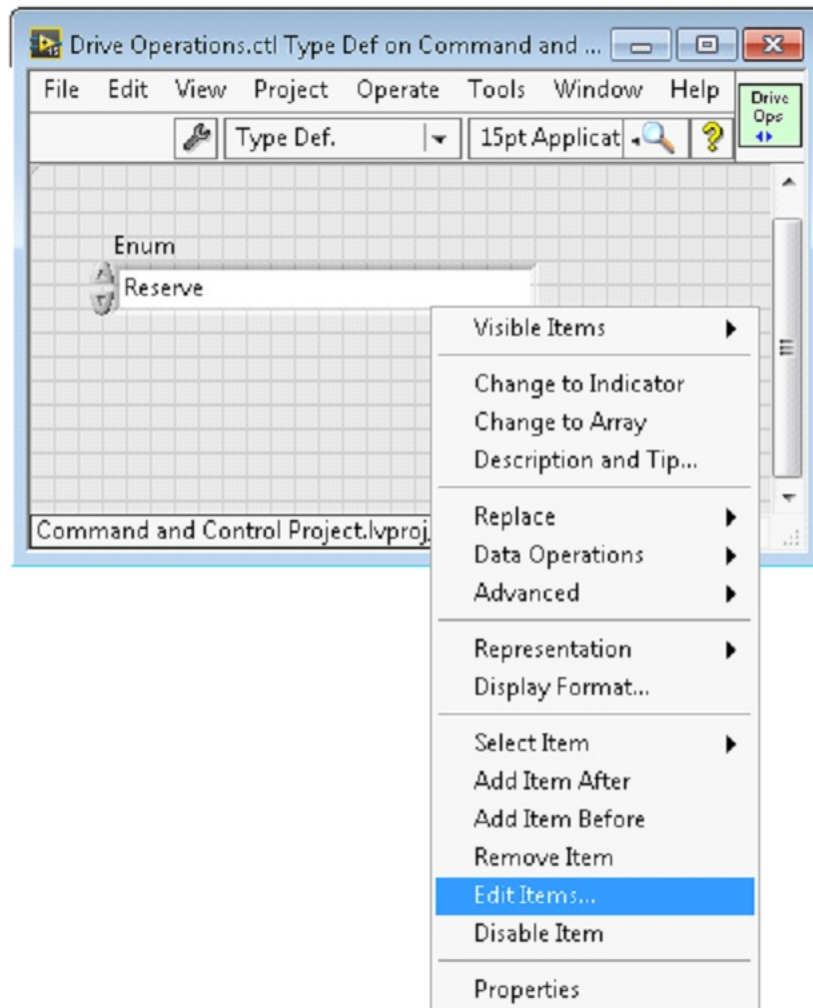 Drive Operations.ctl Type Def on Command and ...
File Edit View Project Operate Tools Window Help
Drive
Ops
Type Def.
15pt Applicat
Enum
Reserve
Command and Control Project.lvproj
Visible Items
Change to Indicator
Change to Array
Description and Tip...
Replace
Data Operations
Advanced
Representation
Display Format...
Select Item
Add Item After
Add Item Before
Remove Item
Edit Items...
Disable Item
Properties